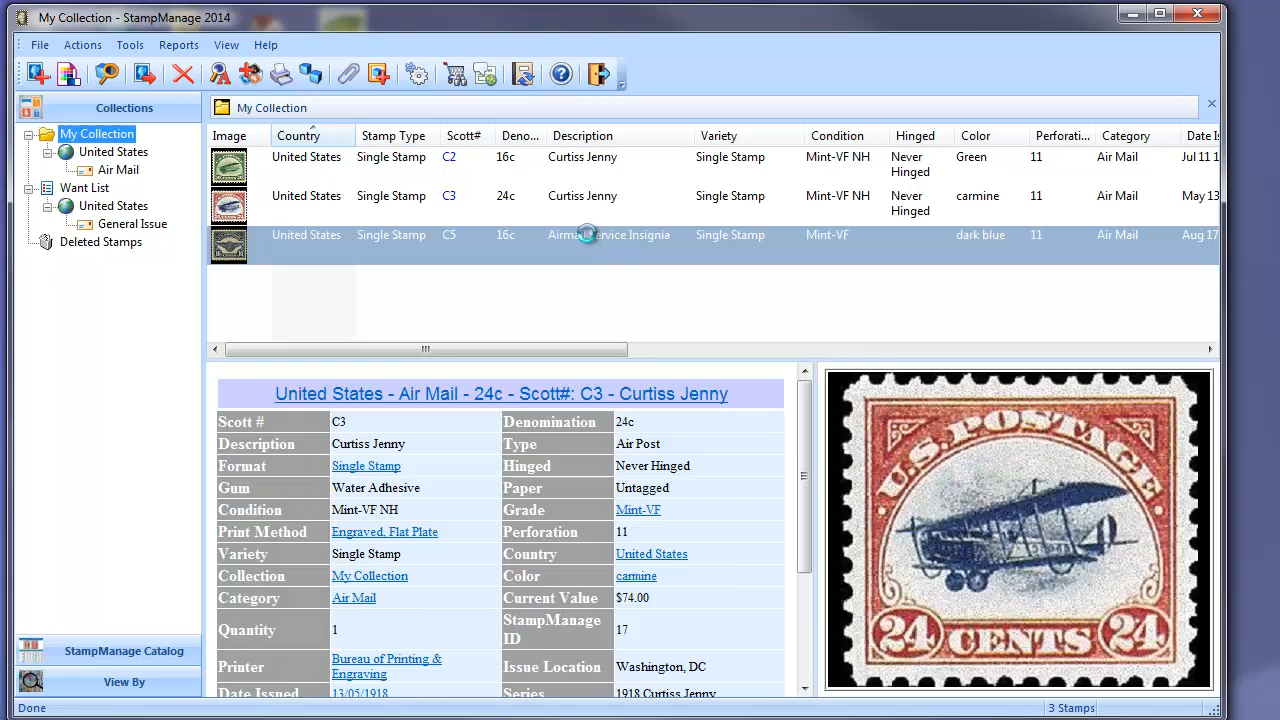 My Collection - StampManage 2014
File Actions Tools Reports View Help
Collections
My Collection
My Collection
United States
Air Mail
Want List
United States
General Issue
Deleted Stamps
StampManage Catalog
View By
Image Country Stamp Type Scott# Deno... Description Variety Condition Hinged Color Perforati... Category Date Is
United States Single Stamp C2 16c Curtiss Jenny Single Stamp Mint-VF NH Never Hinged Green 11 Air Mail Jul 11 1
United States Single Stamp C3 24c Curtiss Jenny Single Stamp Mint-VF NH Never Hinged carmine 11 Air Mail May 13
United States Single Stamp C5 16c Airma Service Insignia Single Stamp Mint-VF dark blue 11 Air Mail Aug 17
United States - Air Mail - 24c - Scott#: C3 - Curtiss Jenny
Scott # C3 Denomination 24c
Description Curtiss Jenny Type Air Post
Format Single Stamp Hinged Never Hinged
Gum Water Adhesive Paper Untagged
Condition Mint-VF NH Grade Mint-VF
Print Method Engraved, Flat Plate Perforation 11
Variety Single Stamp Country United States
Collection My Collection Color carmine
Category Air Mail Current Value $74.00
Quantity 1 StampManage ID 17
Printer Bureau of Printing & Engraving Issue Location Washington, DC
Date Issued 13/05/1918 Series 1918 Curtiss Jenny
U.S. POSTAGE
24 CENTS 24
Done 3 Stamps